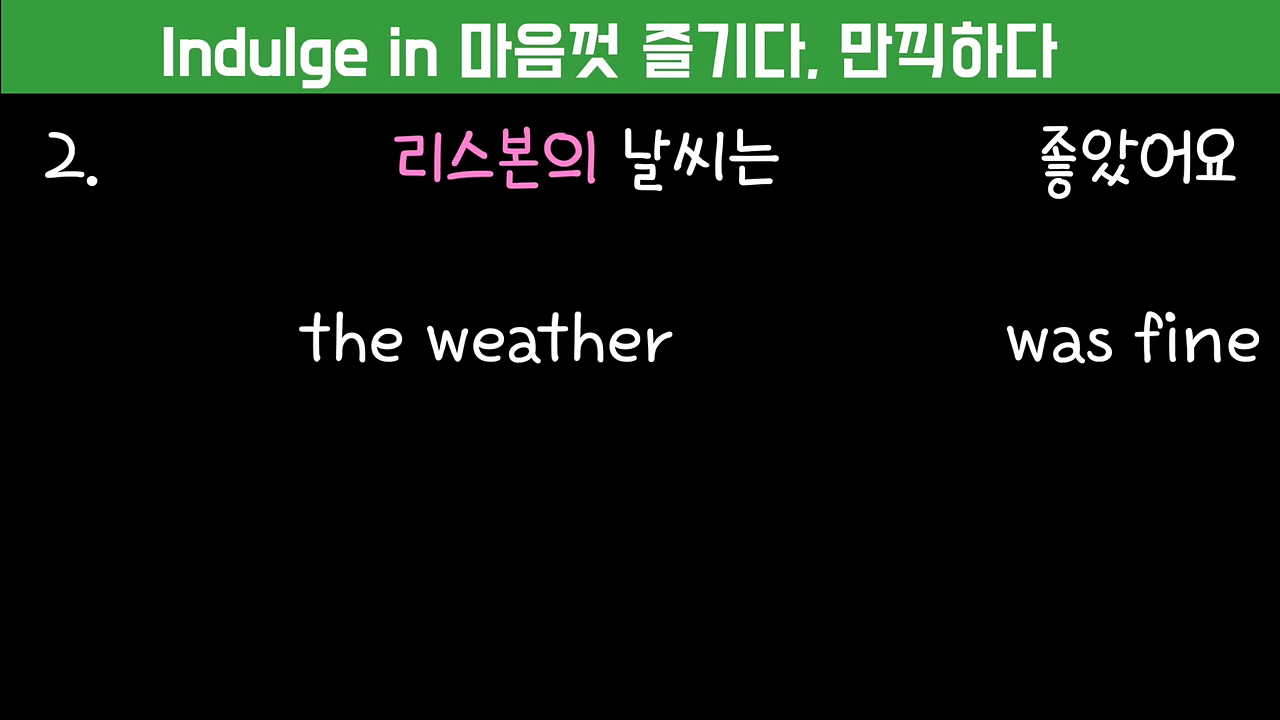 Indulge in 마음껏 즐기다, 만끽하다
2. 리스본의 날씨는 좋았어요
the weather was fine